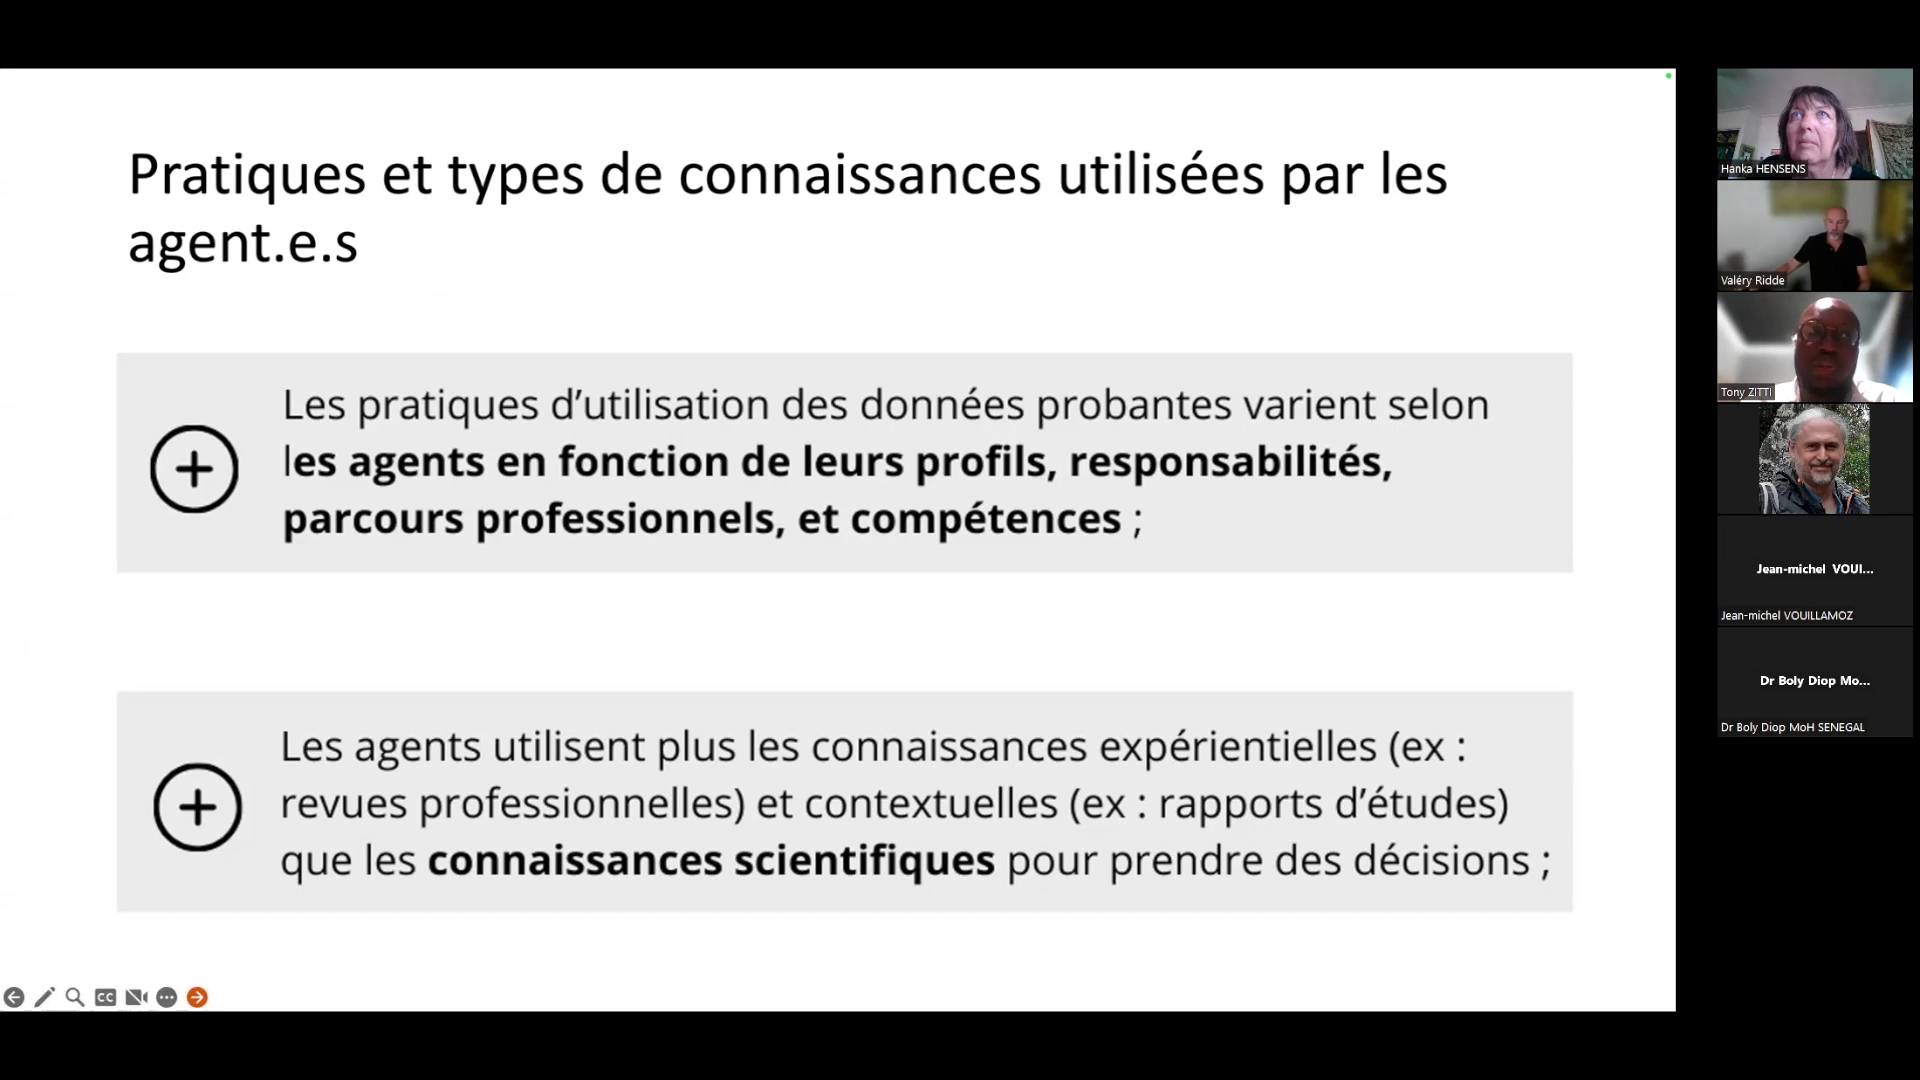 Pratiques et types de connaissances utilisées par les
agent.e.s
Les pratiques d’utilisation des données probantes varient selon
les agents en fonction de leurs profils, responsabilités,
parcours professionnels, et compétences ;
Les agents utilisent plus les connaissances expérientielles (ex :
revues professionnelles) et contextuelles (ex : rapports d’études)
que les connaissances scientifiques pour prendre des décisions ;
CC
Hanka HENSENS
Valéry Ridde
Tony ZITTI
Jean-michel VOUI...
Jean-michel VOUILLAMOZ
Dr Boly Diop Mo...
Dr Boly Diop MoH SENEGAL